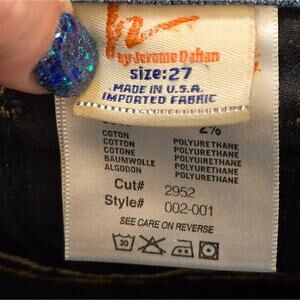 by Jerome Dahan
size:27
MADE IN U.S.A.
IMPORTED FABRIC
2%
COTON POLYURETHANE
COTTON POLYURETHANE
COTONE POLYURETHANE
BAUMWOLLE POLYURETHANE
ALGODON POLYURETHANE
Cut# 2952
Style# 002-001
SEE CARE ON REVERSE
30